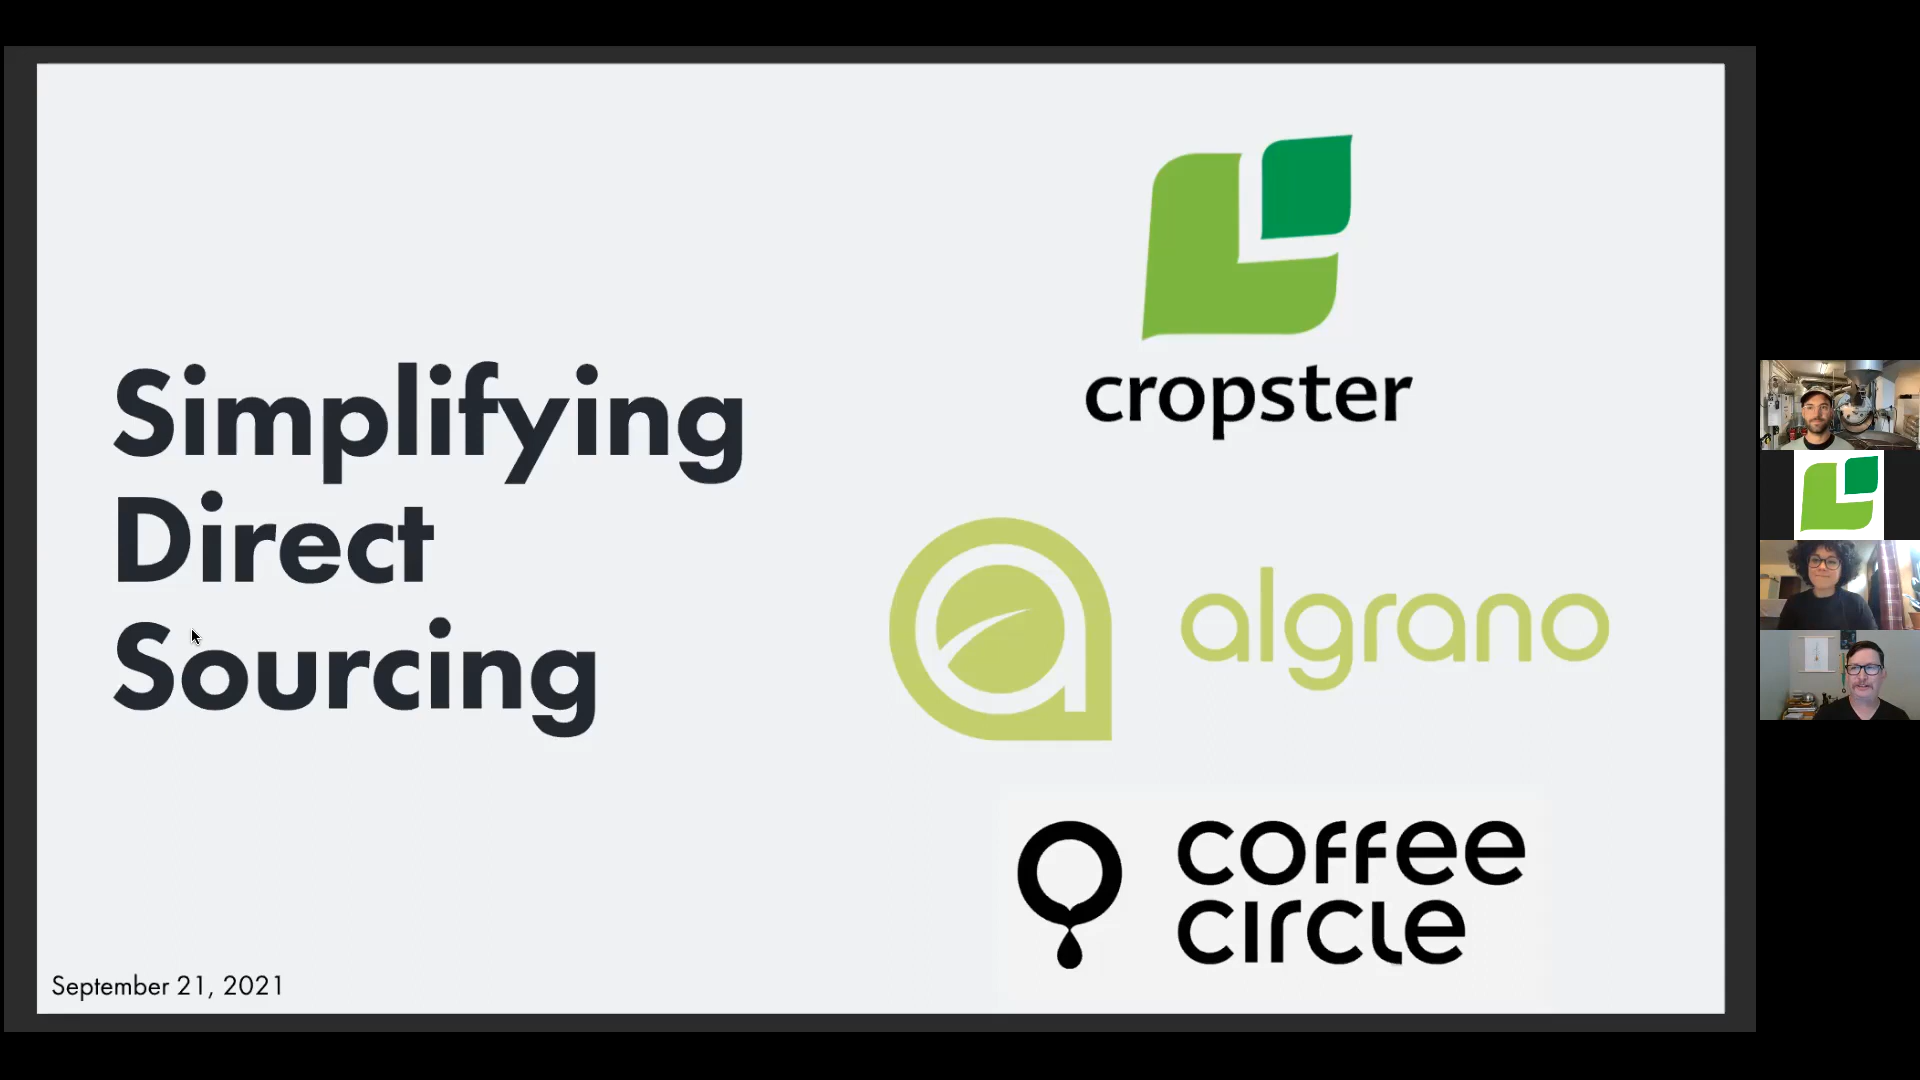 Simplifying
Direct
Sourcing
cropster
algrano
coffee
circle
September 21, 2021